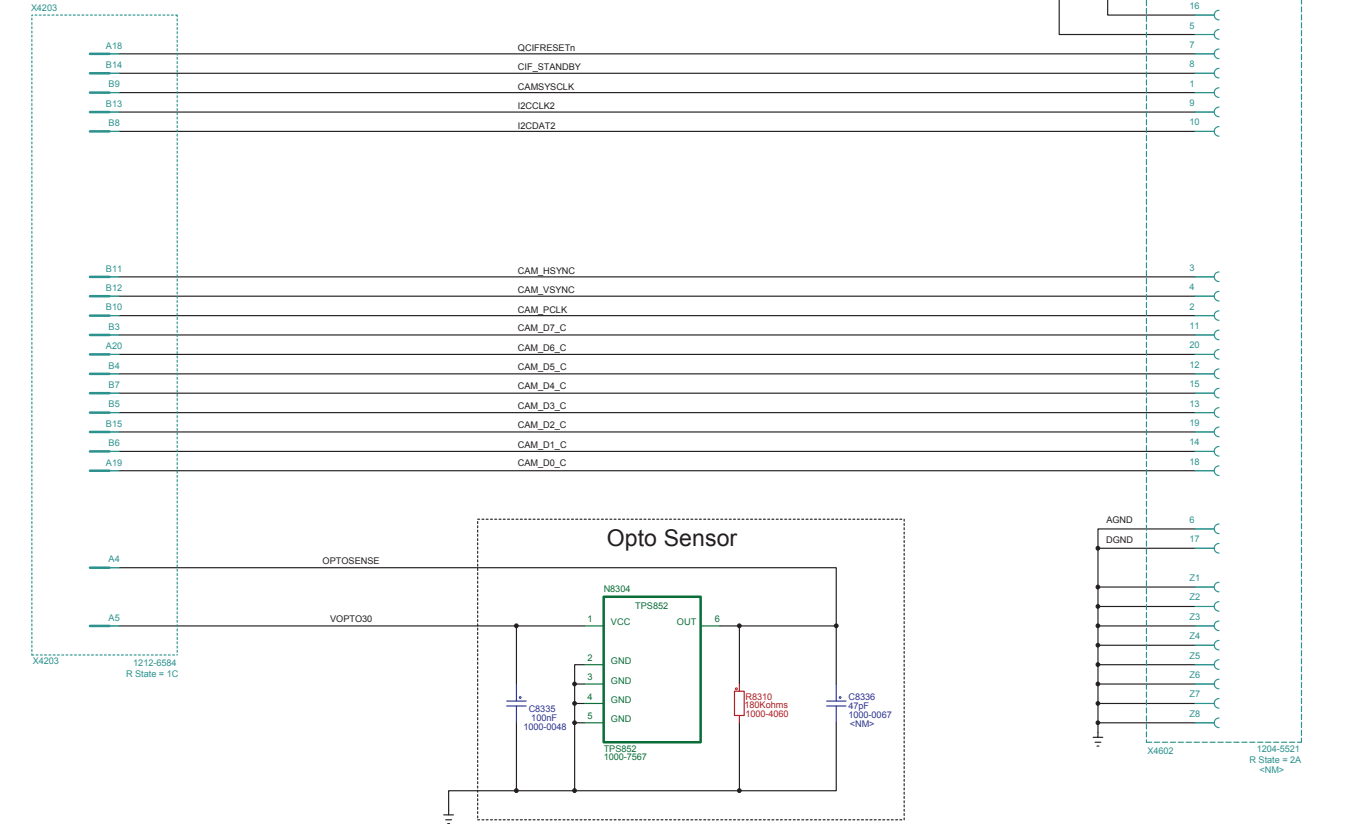 X4203
16
5
A18 QCIFRESETn 7
B14 CIF_STANDBY 8
B9 CAMSYSCLK 1
B13 I2CCLK2 9
B8 I2CDAT2 10
B11 CAM_HSYNC 3
B12 CAM_VSYNC 4
B10 CAM_PCLK 2
B3 CAM_D7_C 11
A20 CAM_D6_C 20
B4 CAM_D5_C 12
B7 CAM_D4_C 15
B5 CAM_D3_C 13
B15 CAM_D2_C 19
B6 CAM_D1_C 14
A19 CAM_D0_C 18
AGND 6
DGND 17
Opto Sensor
A4 OPTOSENSE
Z1
Z2
Z3
Z4
Z5
Z6
Z7
Z8
N8304
TPS852
A5 VOPTO30 1 VCC OUT 6
2 GND
3 GND
4 GND
5 GND
X4203
1212-6584
R State = 1C
C8335
100nF
1000-0048
R8310
180Kohms
1000-4060
C8336
47pF
1000-0067
<NM>
TPS852
1000-7567
X4602
1204-5521
R State = 2A
<NM>